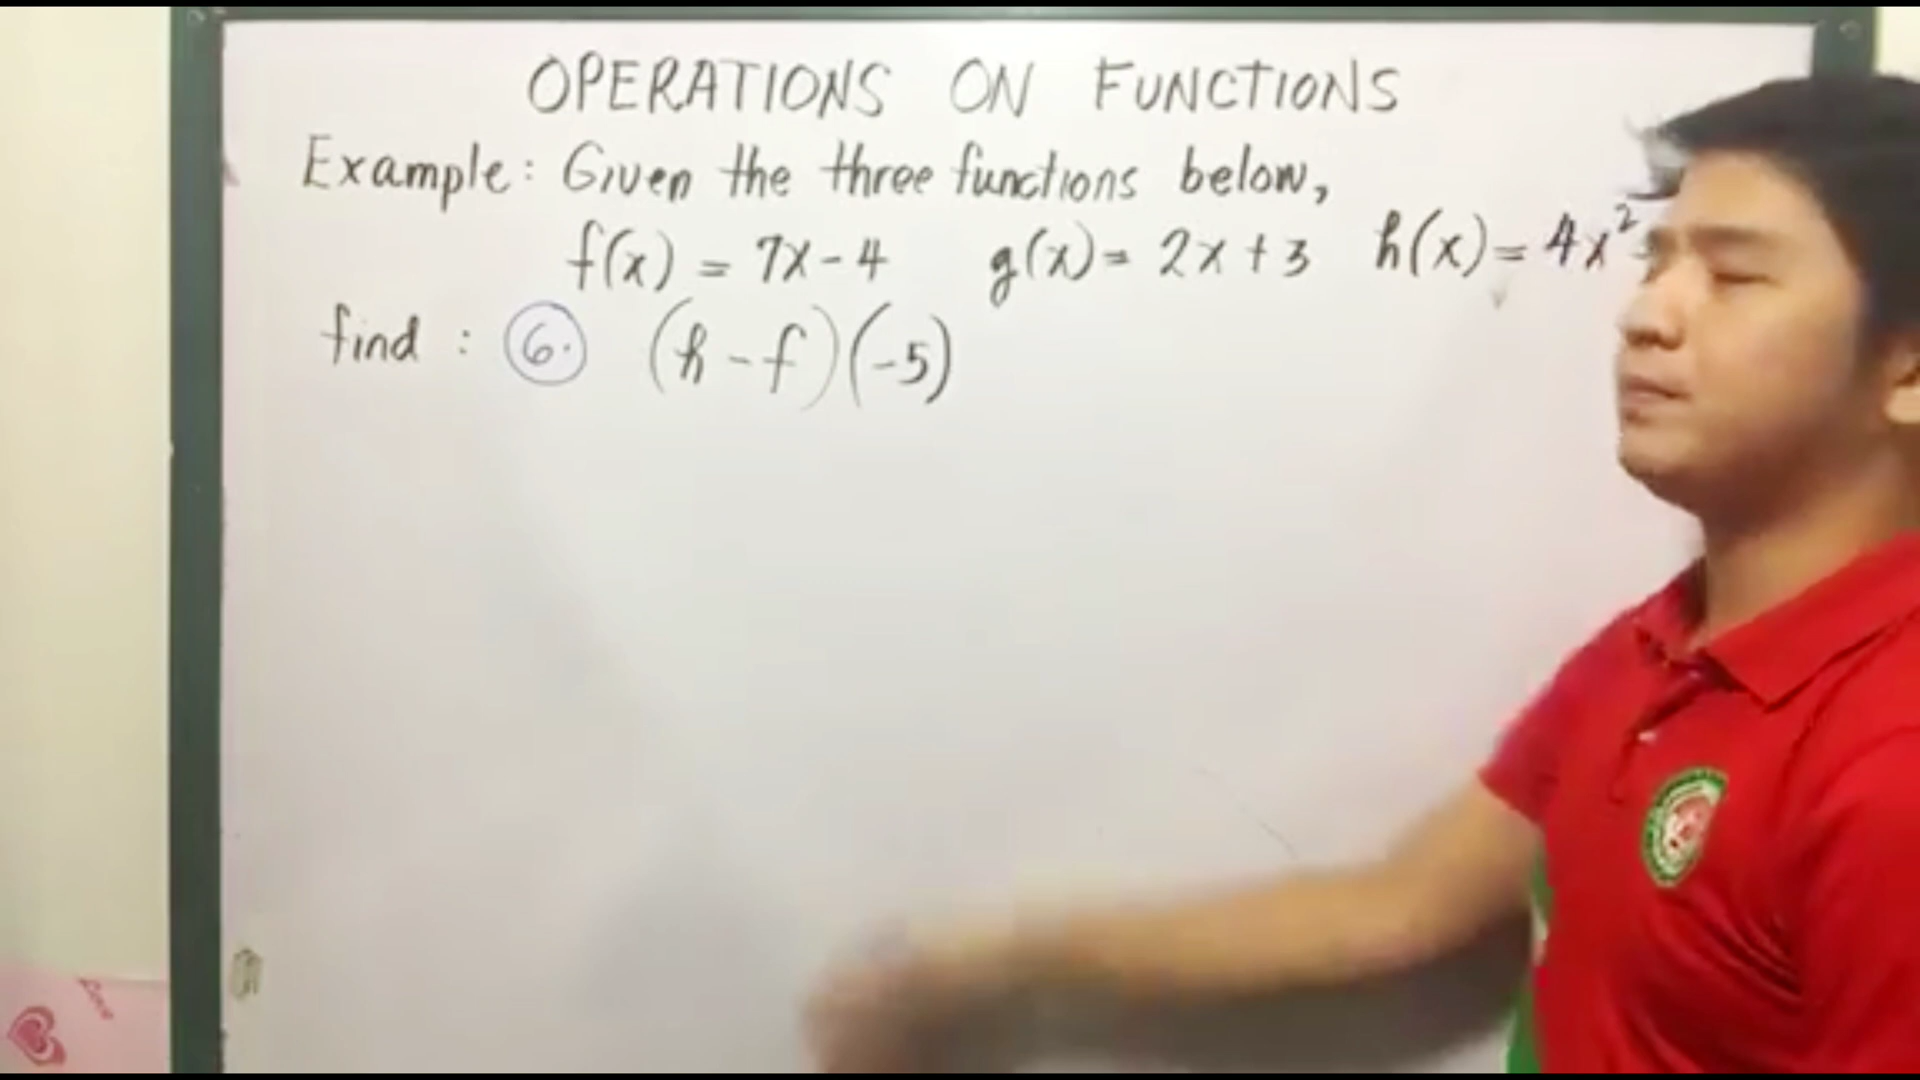 OPERATIONS ON FUNCTIONS
Example: Given the three functions below,
f(x) = 7x - 4 g(x) = 2x + 3 h(x) = 4x²
find : 6. (h - f)(-5)